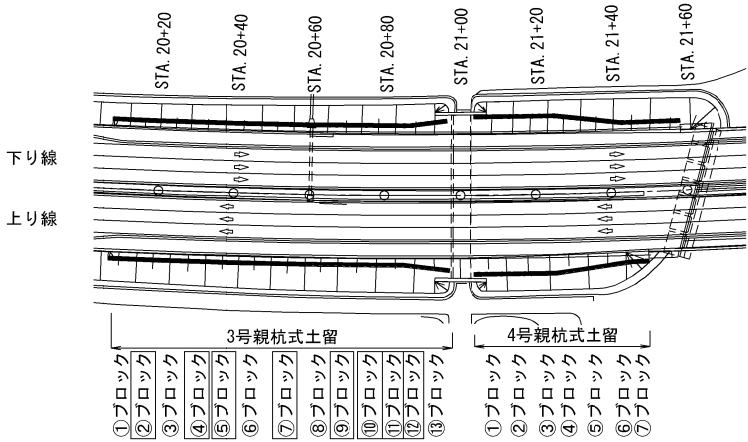 STA. 20+20
STA. 20+40
STA. 20+60
STA. 20+80
STA. 21+00
STA. 21+20
STA. 21+40
STA. 21+60
下り線
上り線
3号親杭式土留
4号親杭式土留
①ブロック
②ブロック
③ブロック
④ブロック
⑤ブロック
⑥ブロック
⑦ブロック
⑧ブロック
⑨ブロック
⑩ブロック
⑪ブロック
⑫ブロック
⑬ブロック
①ブロック
②ブロック
③ブロック
④ブロック
⑤ブロック
⑥ブロック
⑦ブロック